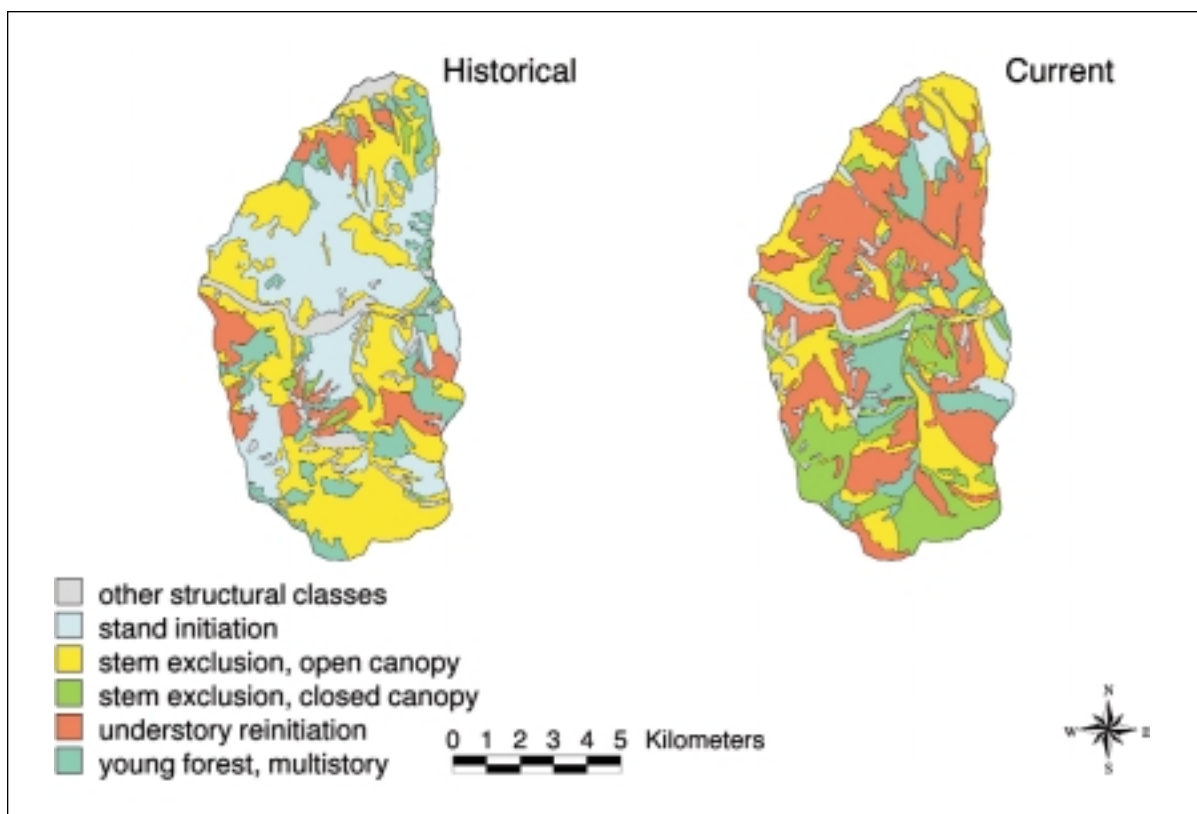 Historical
Current
other structural classes
stand initiation
stem exclusion, open canopy
stem exclusion, closed canopy
understory reinitiation
young forest, multistory
0 1 2 3 4 5 Kilometers
N
W E
S